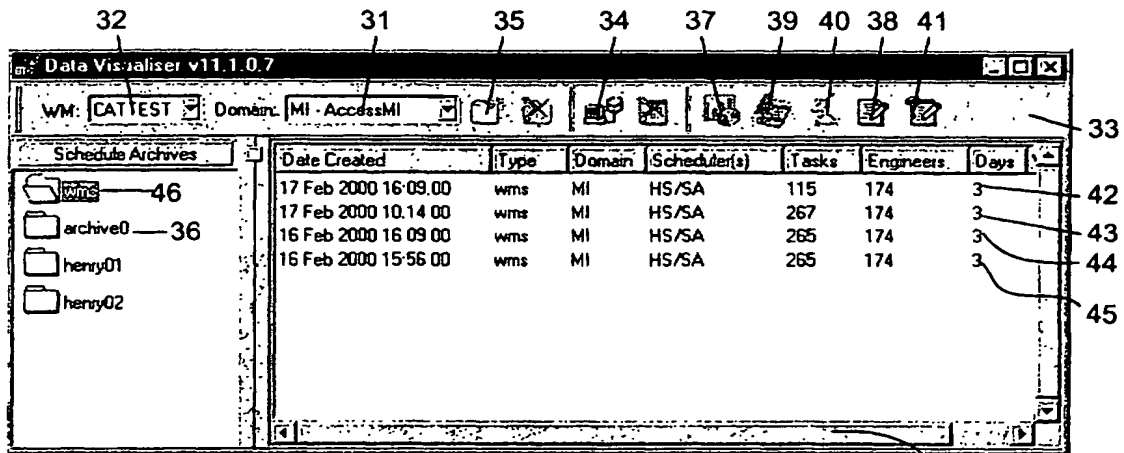 32 31 35 34 37 39 40 38 41
Data Visualiser v11.1.0.7
WM: CATTEST Domain: MI - AccessMI
33
Schedule Archives
Date Created Type Domain Scheduler(s) Tasks Engineers Days
wms 46
17 Feb 2000 16:09.00 wms MI HS/SA 115 174 3 42
archive0 36
17 Feb 2000 10.14 00 wms MI HS/SA 267 174 3 43
16 Feb 2000 16 09 00 wms MI HS/SA 265 174 3 44
henry01
16 Feb 2000 15:56 00 wms MI HS/SA 265 174 3 45
henry02